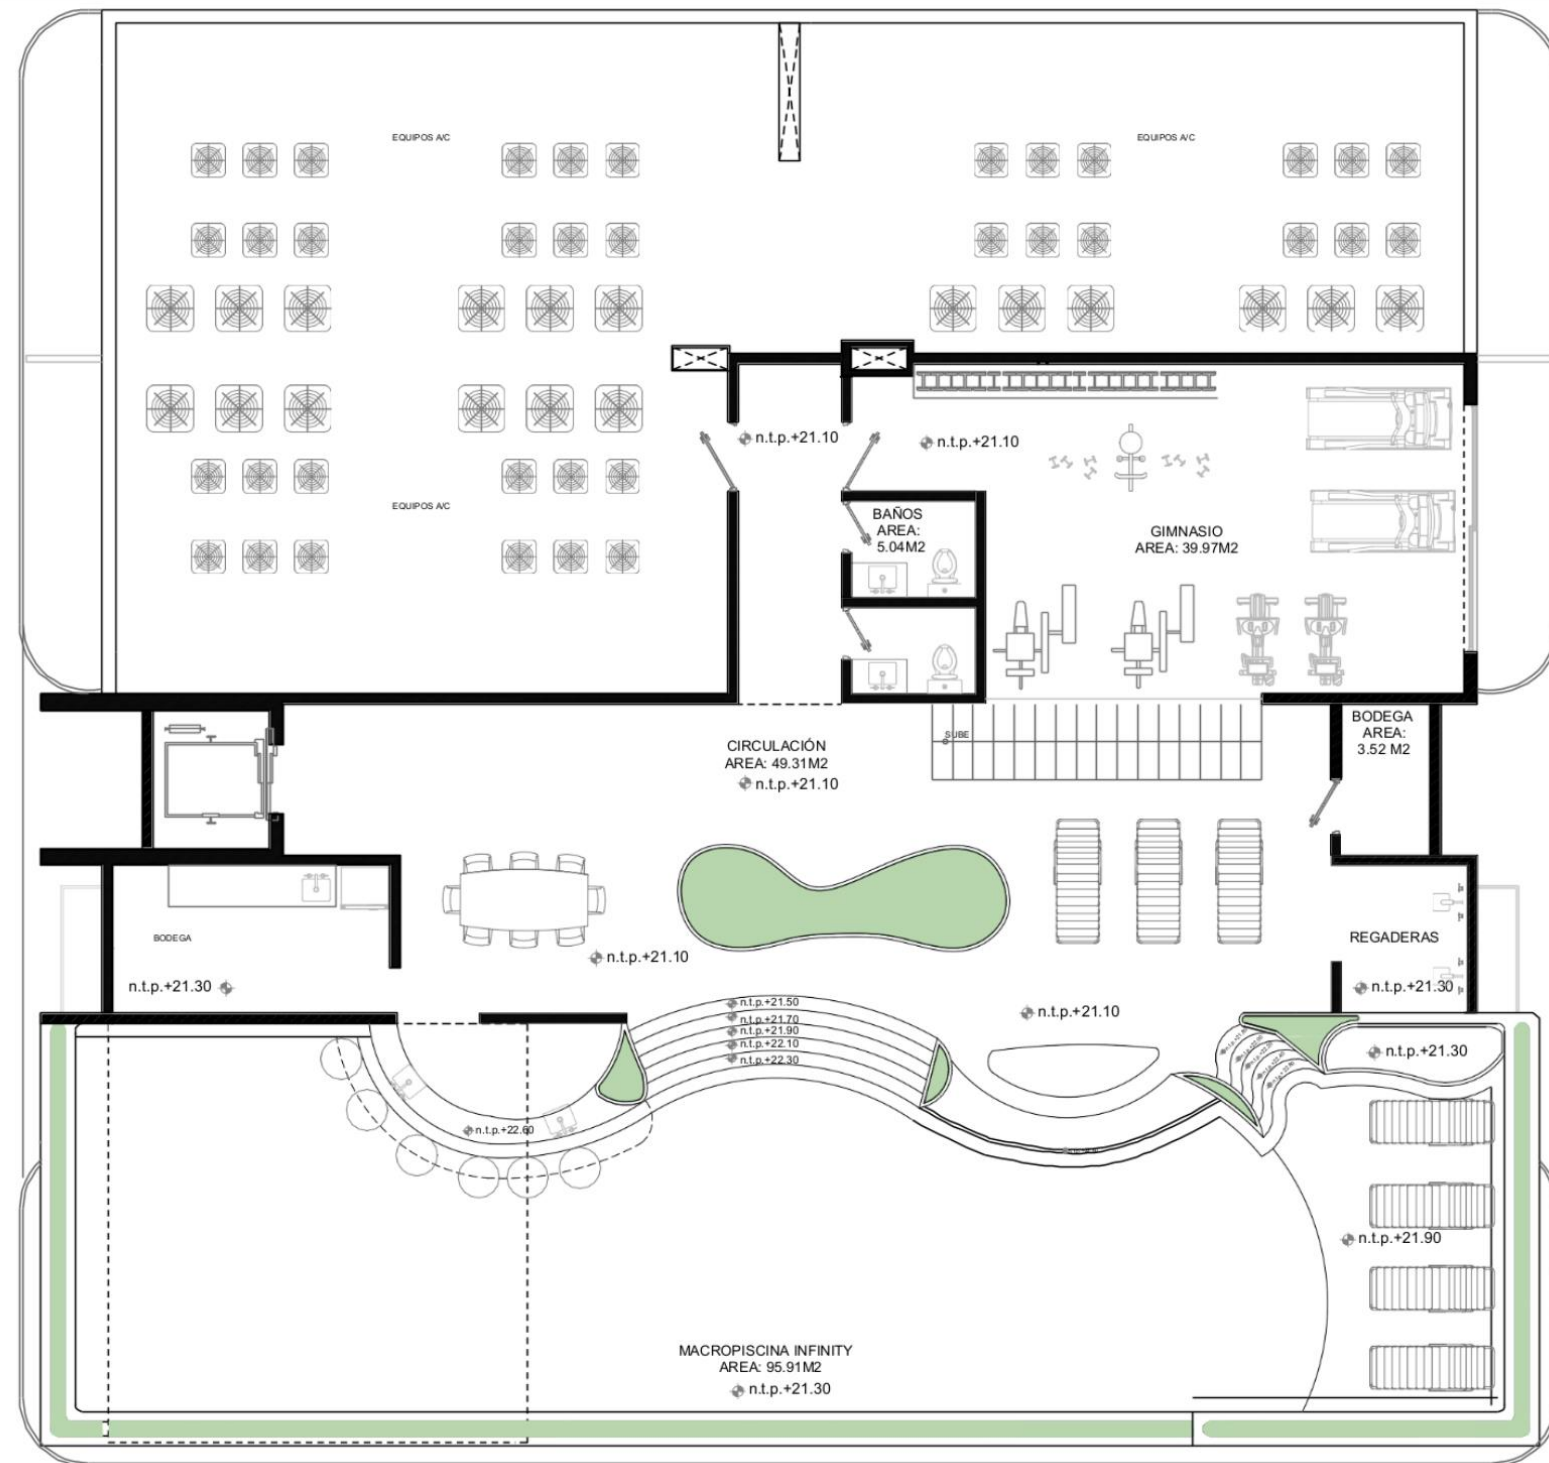 EQUIPOS A/C
EQUIPOS A/C
n.t.p.+21.10
n.t.p.+21.10
EQUIPOS A/C
BAÑOS
AREA:
5.04M2
GIMNASIO
AREA: 39.97M2
BODEGA
AREA:
3.52 M2
SUBE
CIRCULACIÓN
AREA: 49.31M2
n.t.p.+21.10
BODEGA
REGADERAS
n.t.p.+21.10
n.t.p.+21.30
n.t.p.+21.30
n.t.p.+21.50
n.t.p.+21.70
n.t.p.+21.90
n.t.p.+22.10
n.t.p.+22.30
n.t.p.+21.10
n.t.p.+21.30
n.t.p.+22.60
n.t.p.+21.90
MACROPISCINA INFINITY
AREA: 95.91M2
n.t.p.+21.30